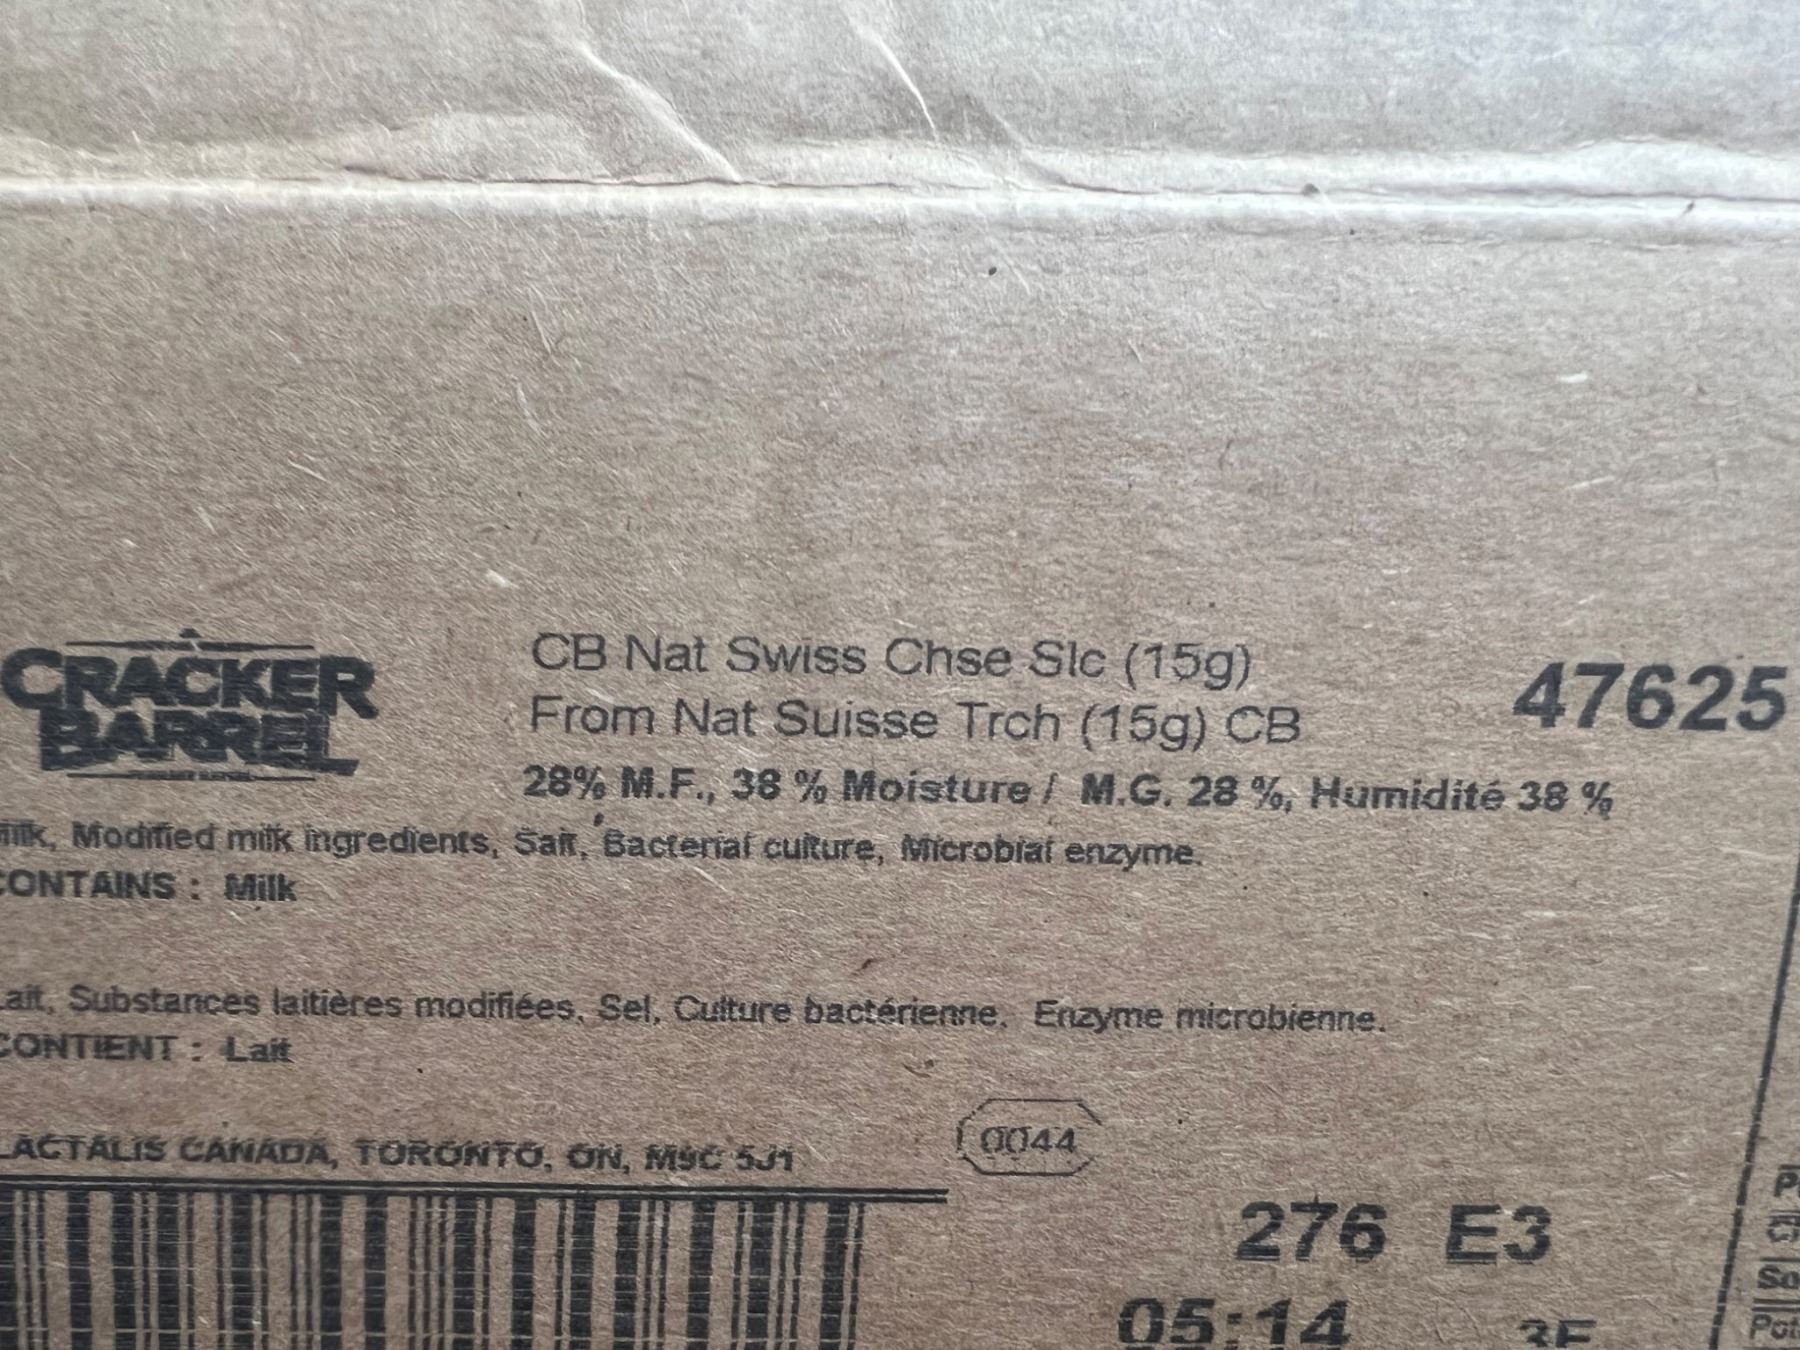 CRACKER
BARREL
CB Nat Swiss Chse Slc (15g)
From Nat Suisse Trch (15g) CB
47625
28% M.F., 38 % Moisture / M.G. 28 %, Humidité 38 %
Milk, Modified milk ingredients, Salt, Bacterial culture, Microbial enzyme.
CONTAINS : Milk
Lait, Substances laitières modifiées, Sel, Culture bactérienne, Enzyme microbienne.
CONTIENT : Lait
LACTALIS CANADA, TORONTO, ON, M9C 5J1
0044
276 E3
05:14